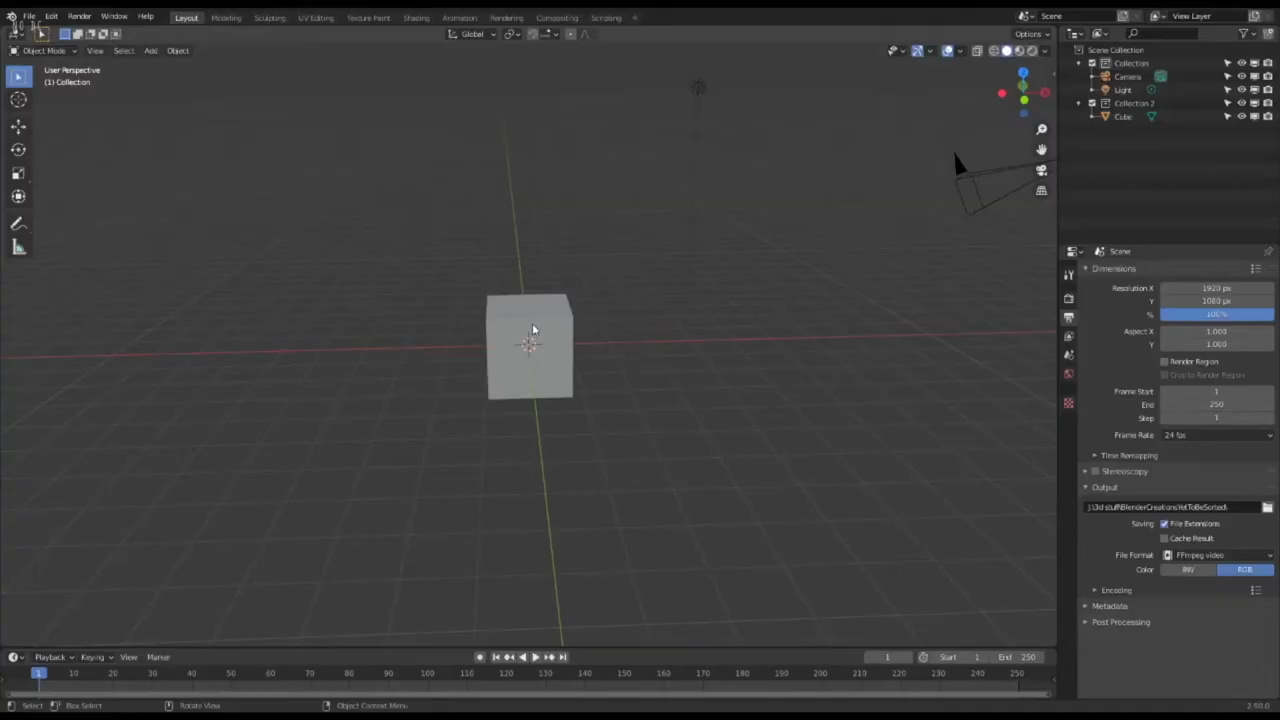 File Edit Render Window Help Layout Modeling Sculpting UV Editing Texture Paint Shading Animation Rendering Compositing Scripting + Scene View Layer
Global Options
Object Mode View Select Add Object
User Perspective
(1) Collection
Scene Collection
Collection
Camera
Light
Collection 2
Cube
Scene
Dimensions
Resolution X 1920 px
Y 1080 px
% 100%
Aspect X 1.000
Y 1.000
Render Region
Crop to Render Region
Frame Start 1
End 250
Step 1
Frame Rate 24 fps
Time Remapping
Stereoscopy
Output
J:\3d stuff\BlenderCreationsYetToBeSorted\
Saving File Extensions
Cache Result
File Format FFmpeg video
Color BW RGB
Encoding
Metadata
Post Processing
Playback Keying View Marker 1 Start 1 End 250
1 10 20 30 40 50 60 70 80 90 100 110 120 130 140 150 160 170 180 190 200 210 220 230 240 250
Select Box Select Rotate View Object Context Menu 2.90.0